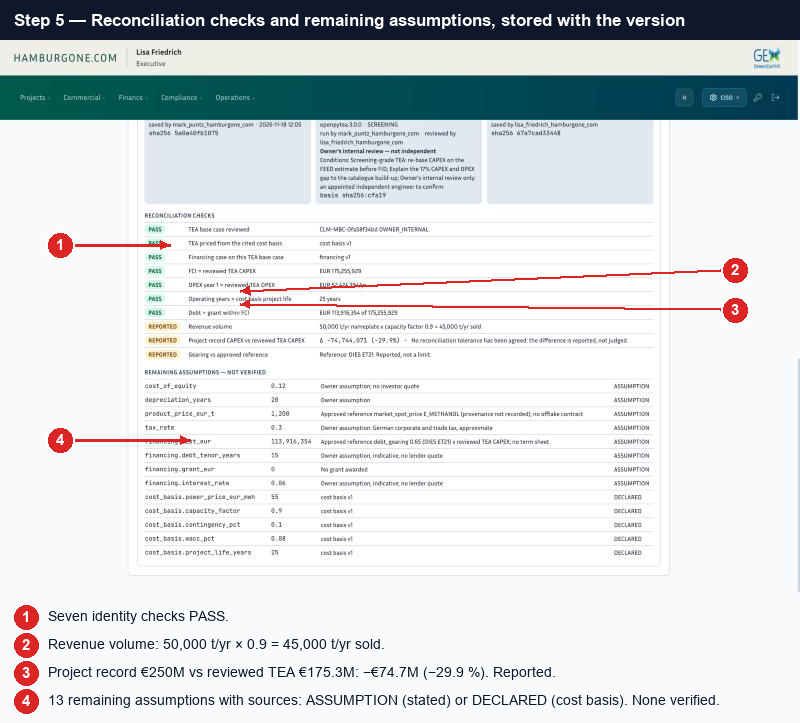 Step 5 — Reconciliation checks and remaining assumptions, stored with the version
HAMBURGONE.COM
Lisa Friedrich
Executive
GEX
GreenEarthX
Projects Commercial Finance Compliance Operations H CISO
saved by mark_puntz_hamburgone.com · 2026-11-18 12:05
sha256 5a0a40fb1875
openpytea 3.0.0 · SCREENING
run by mark_puntz_hamburgone.com · reviewed by
lisa_friedrich_hamburgone.com
Owner's internal review — not independent
Conditions: Screening-grade TEA: re-base CAPEX on the
FEED estimate before FID; Explain the 17% CAPEX and OPEX
gap to the catalogue build-up; Owner's internal review only:
an appointed independent engineer to confirm
basis sha256:cfa19
saved by lisa_friedrich_hamburgone.com
sha256 67a7cad33448
RECONCILIATION CHECKS
PASS TEA base case reviewed CLM-MBC-0fa58f34bd OWNER_INTERNAL
1
PASS TEA priced from the cited cost basis cost basis v1
PASS Financing case on this TEA base case financing v1
PASS FCI = reviewed TEA CAPEX EUR 175,255,929
2
PASS OPEX year 1 = reviewed TEA OPEX
PASS Operating years = cost basis project life 25 years
3
PASS Debt + grant within FCI EUR 113,916,354 of 175,255,929
REPORTED Revenue volume 50,000 t/yr nameplate x capacity factor 0.9 = 45,000 t/yr sold
REPORTED Project record CAPEX vs reviewed TEA CAPEX Δ -74,744,071 (-29.9%) · No reconciliation tolerance has been agreed: the difference is reported, not judged.
REPORTED Gearing vs approved reference Reference: OIES ET21. Reported, not a limit.
REMAINING ASSUMPTIONS — NOT VERIFIED
cost_of_equity 0.12 Owner assumption; no investor quote ASSUMPTION
depreciation_years 20 Owner assumption ASSUMPTION
product_price_eur_t 1,200 Approved reference market_spot_price E_METHANOL (provenance not recorded); no offtake contract ASSUMPTION
tax_rate 0.3 Owner assumption: German corporate and trade tax, approximate ASSUMPTION
4
financing.debt_eur 113,916,354 Approved reference debt_gearing 0.65 (OIES ET21) x reviewed TEA CAPEX; no term sheet ASSUMPTION
financing.debt_tenor_years 15 Owner assumption, indicative; no lender quote ASSUMPTION
financing.grant_eur 0 No grant awarded ASSUMPTION
financing.interest_rate 0.06 Owner assumption, indicative; no lender quote ASSUMPTION
cost_basis.power_price_eur_mwh 55 cost basis v1 DECLARED
cost_basis.capacity_factor 0.9 cost basis v1 DECLARED
cost_basis.contingency_pct 0.1 cost basis v1 DECLARED
cost_basis.wacc_pct 0.08 cost basis v1 DECLARED
cost_basis.project_life_years 25 cost basis v1 DECLARED
1 Seven identity checks PASS.
2 Revenue volume: 50,000 t/yr × 0.9 = 45,000 t/yr sold.
3 Project record €250M vs reviewed TEA €175.3M: −€74.7M (−29.9 %). Reported.
4 13 remaining assumptions with sources: ASSUMPTION (stated) or DECLARED (cost basis). None verified.